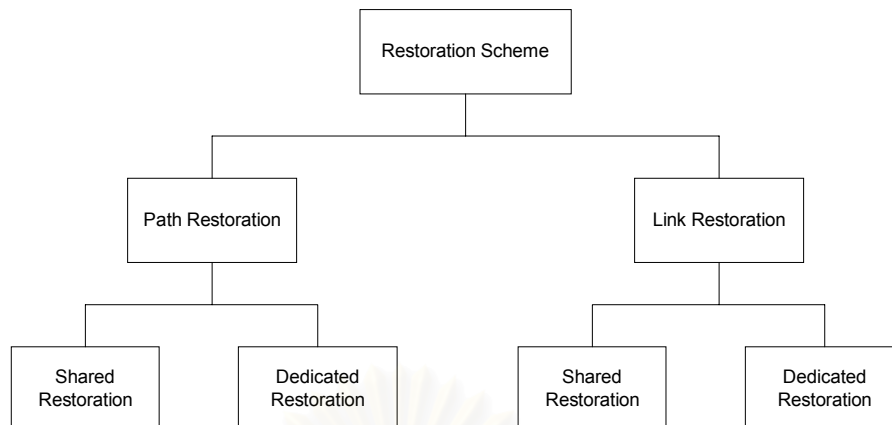 Restoration Scheme
Path Restoration
Link Restoration
Shared
Restoration
Dedicated
Restoration
Shared
Restoration
Dedicated
Restoration